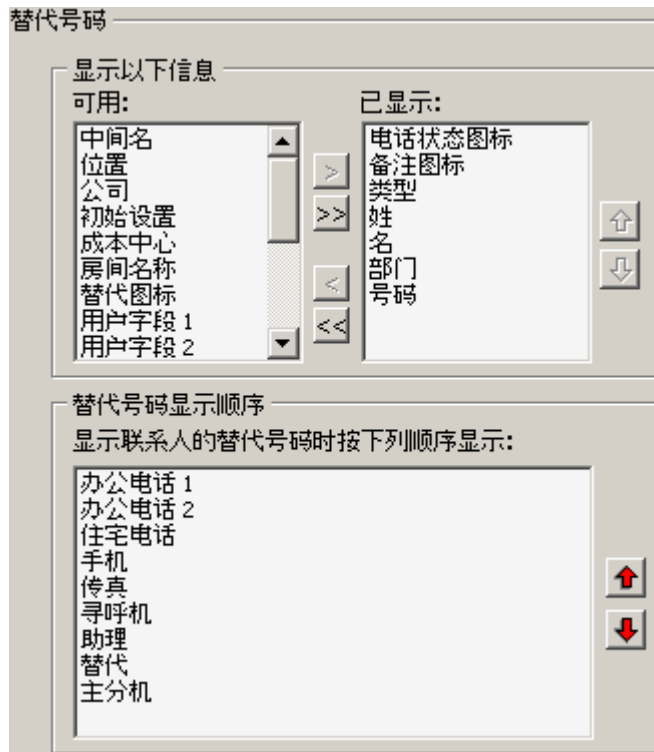 替代号码
显示以下信息
可用:
中间名
位置
公司
初始设置
成本中心
房间名称
替代图标
用户字段 1
用户字段 2
>
>>
<
<<
已显示:
电话状态图标
备注图标
类型
姓
名
部门
号码
替代号码显示顺序
显示联系人的替代号码时按下列顺序显示:
办公电话 1
办公电话 2
住宅电话
手机
传真
寻呼机
助理
替代
主分机